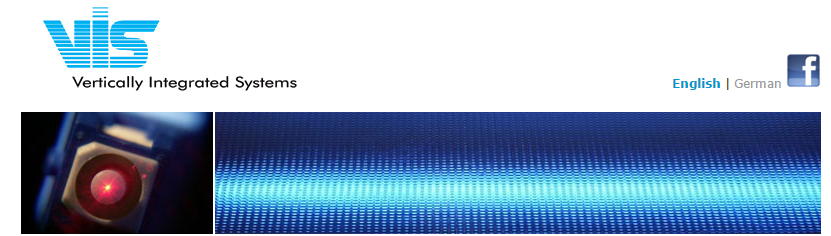 VIS
Vertically Integrated Systems
English | German
f